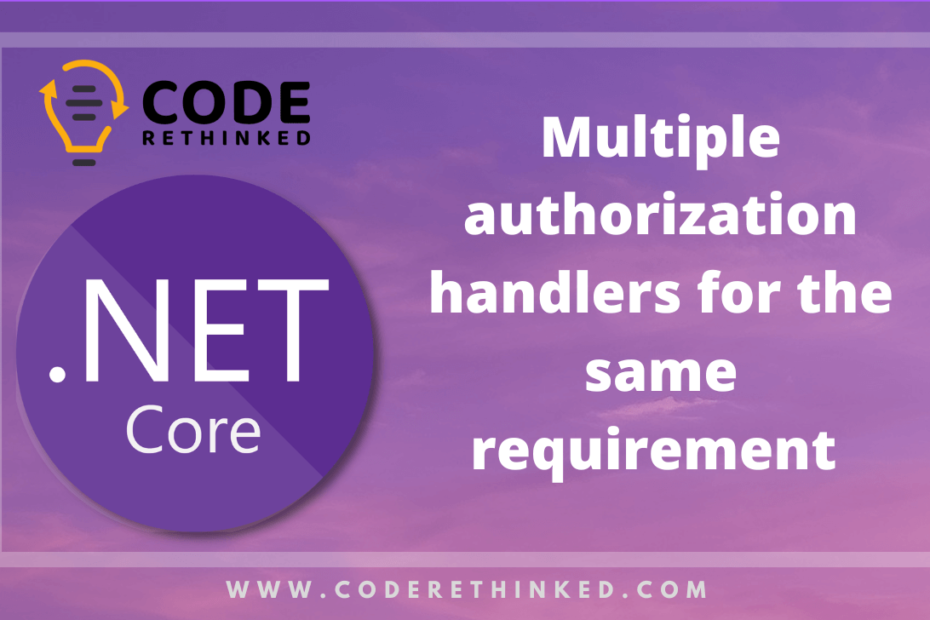 CODE
RETHINKED
.NET
Core
Multiple
authorization
handlers for the
same
requirement
WWW.CODERETHINKED.COM